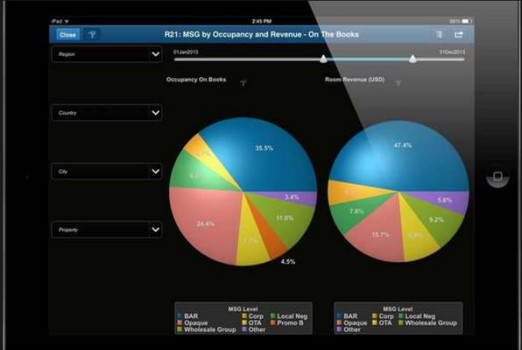 iPad
2:45 PM
Close
R21: MSG by Occupancy and Revenue - On The Books
01Jan2013
31Dec2013
Region
Country
City
Property
Occupancy On Books
Room Revenue (USD)
35.5%
3.4%
11.0%
4.5%
24.4%
47.4%
5.8%
9.2%
15.7%
7.6%
MSG Level
BAR
Corp
Local Neg
Opaque
OTA
Promo B
Wholesale Group
Other
MSG Level
BAR
Corp
Local Neg
Opaque
OTA
Wholesale Group
Other